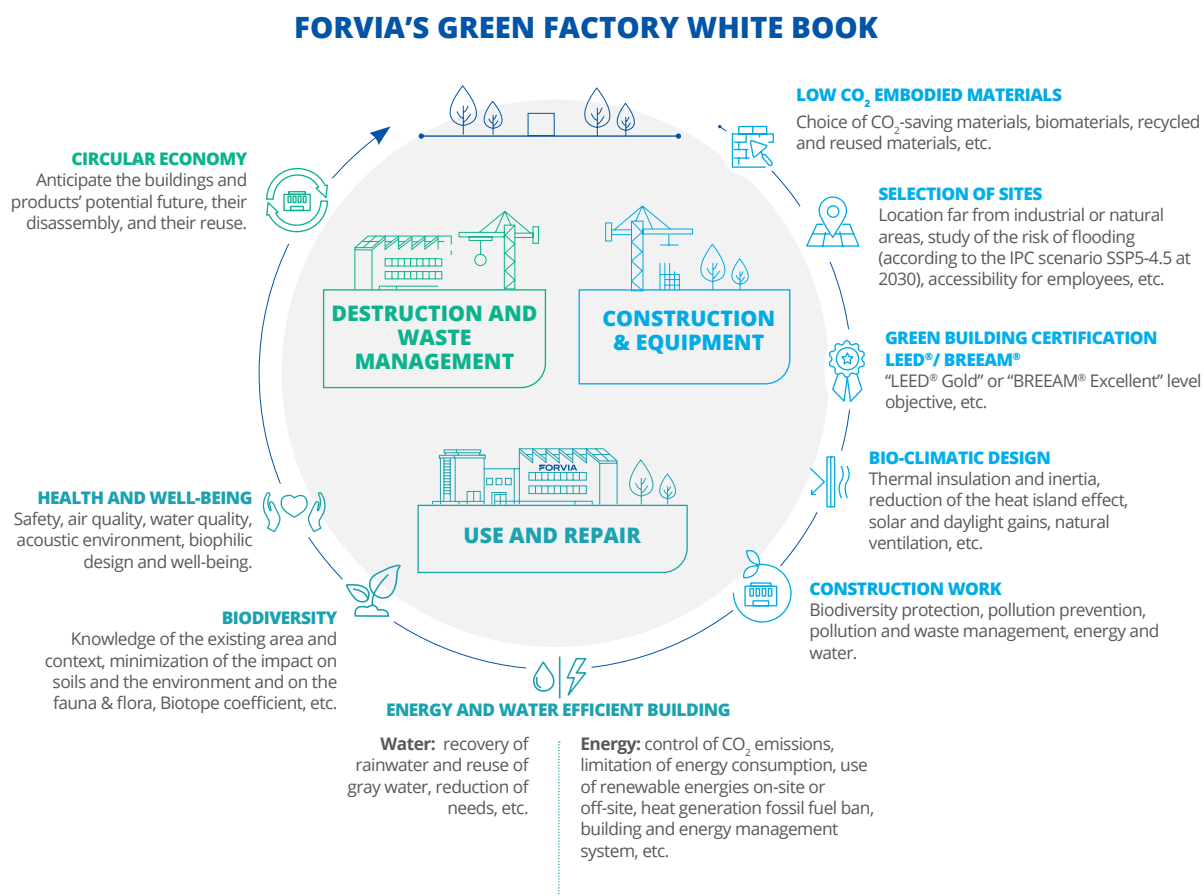 FORVIA'S GREEN FACTORY WHITE BOOK
LOW CO₂ EMBODIED MATERIALS
Choice of CO₂-saving materials, biomaterials, recycled
and reused materials, etc.
SELECTION OF SITES
Location far from industrial or natural
areas, study of the risk of flooding
(according to the IPC scenario SSP5-4.5 at
2030), accessibility for employees, etc.
GREEN BUILDING CERTIFICATION
LEED®/ BREEAM®
“LEED® Gold” or “BREEAM® Excellent” level
objective, etc.
BIO-CLIMATIC DESIGN
Thermal insulation and inertia,
reduction of the heat island effect,
solar and daylight gains, natural
ventilation, etc.
CONSTRUCTION WORK
Biodiversity protection, pollution prevention,
pollution and waste management, energy and
water.
ENERGY AND WATER EFFICIENT BUILDING
Water: recovery of
rainwater and reuse of
gray water, reduction of
needs, etc.
Energy: control of CO₂ emissions,
limitation of energy consumption, use
of renewable energies on-site or
off-site, heat generation fossil fuel ban,
building and energy management
system, etc.
BIODIVERSITY
Knowledge of the existing area and
context, minimization of the impact on
soils and the environment and on the
fauna & flora, Biotope coefficient, etc.
HEALTH AND WELL-BEING
Safety, air quality, water quality,
acoustic environment, biophilic
design and well-being.
CIRCULAR ECONOMY
Anticipate the buildings and
products’ potential future, their
disassembly, and their reuse.
DESTRUCTION AND
WASTE
MANAGEMENT
CONSTRUCTION
& EQUIPMENT
FORVIA
USE AND REPAIR